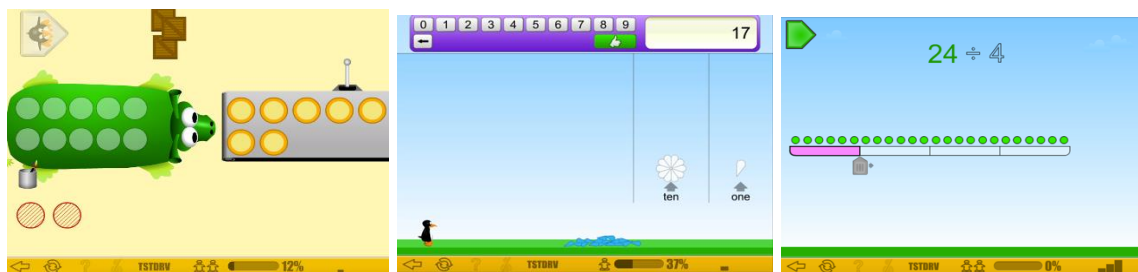 TSTDRV 12%
0 1 2 3 4 5 6 7 8 9
17
ten one
TSTDRV 37%
24 ÷ 4
TSTDRV 0%